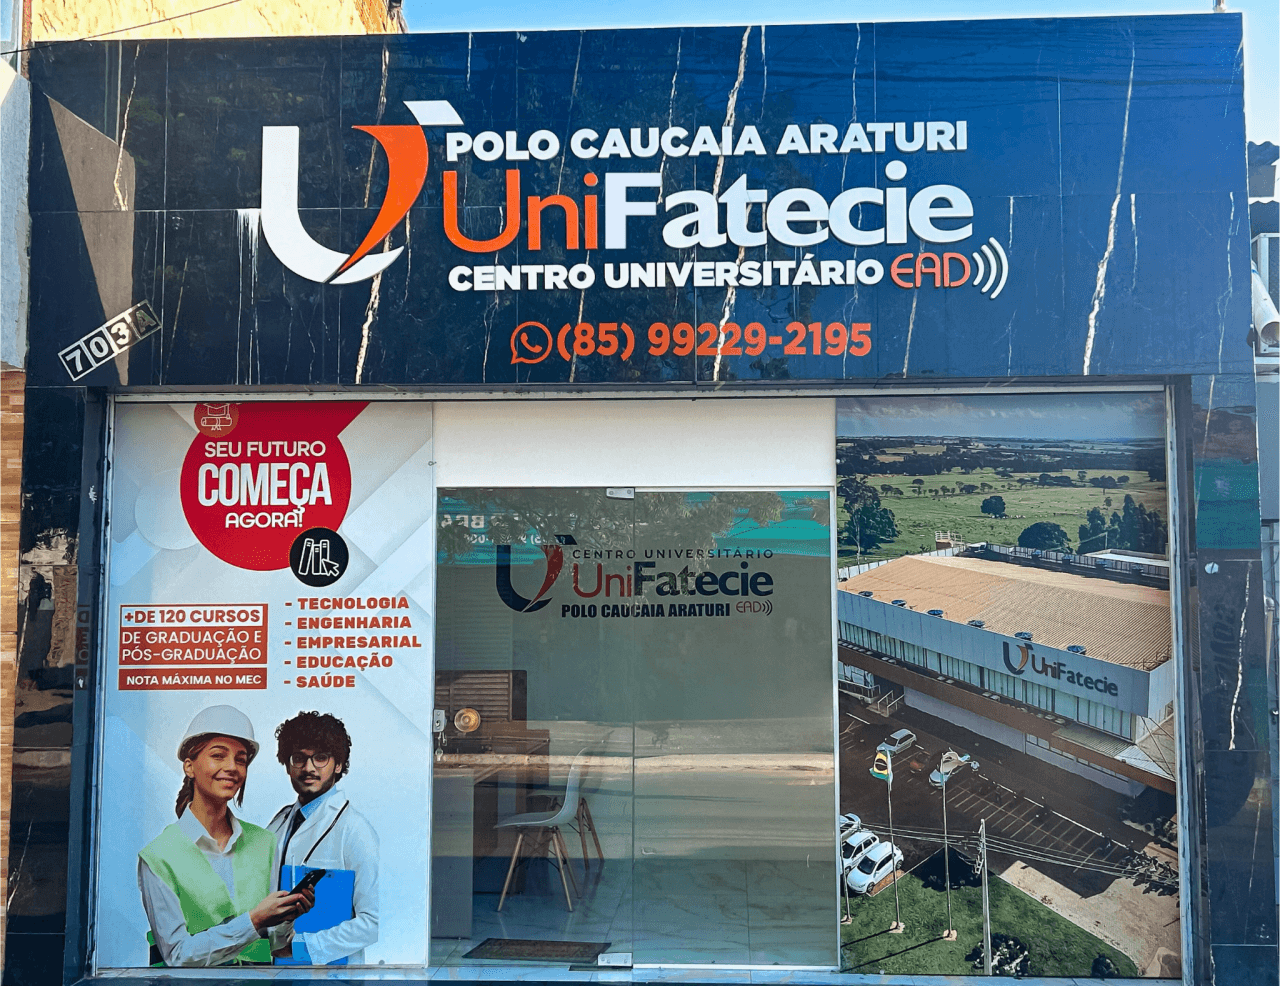 POLO CAUCAIA ARATURI
UniFatecie
CENTRO UNIVERSITÁRIO EAD
(85) 99229-2195
703A
SEU FUTURO
COMEÇA
AGORA!
+DE 120 CURSOS
DE GRADUAÇÃO E
PÓS-GRADUAÇÃO
NOTA MÁXIMA NO MEC
- TECNOLOGIA
- ENGENHARIA
- EMPRESARIAL
- EDUCAÇÃO
- SAÚDE
CENTRO UNIVERSITÁRIO
UniFatecie
POLO CAUCAIA ARATURI EAD
UniFatecie